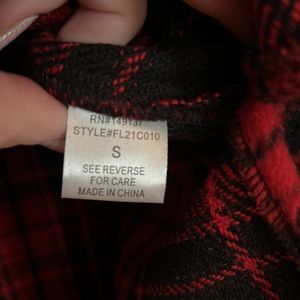 RN#149137
STYLE#FL21C010
S
SEE REVERSE
FOR CARE
MADE IN CHINA